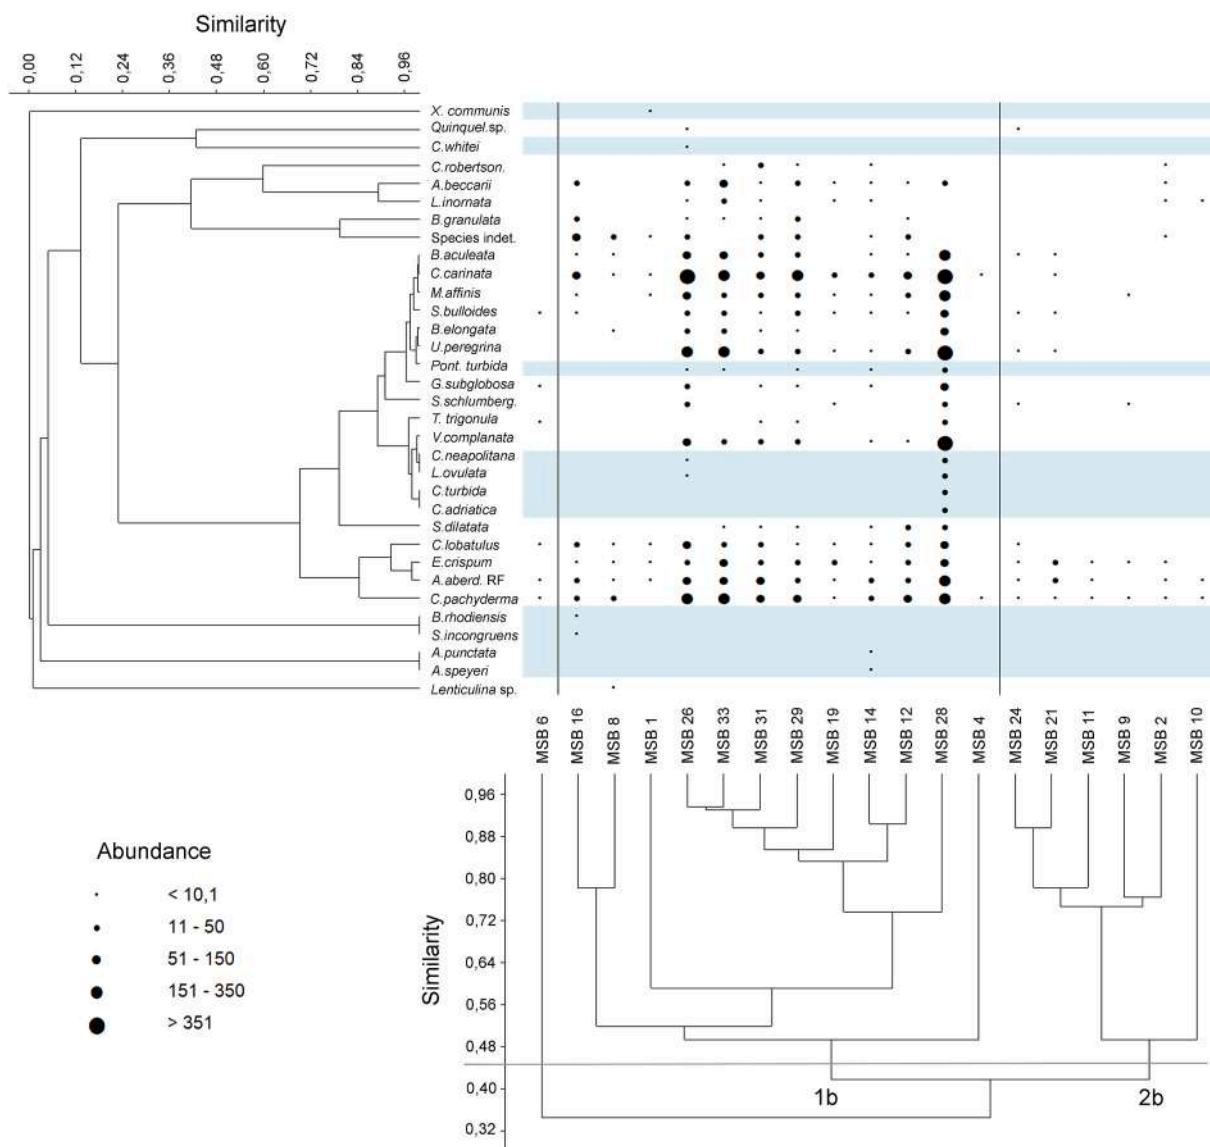 Similarity
0,00 0,12 0,24 0,36 0,48 0,60 0,72 0,84 0,96
X. communis
Quinquel.sp.
C.whitei
C.robertson.
A.beccarii
L.inornata
B.granulata
Species indet.
B.aculeata
C.carinata
M.affinis
S.bulloides
B.elongata
U.peregrina
Pont. turbida
G.subglobosa
S.schlumberg.
T. trigonula
V.complanata
C.neapolitana
L.ovulata
C.turbida
C.adriatica
S.dilatata
C.lobatulus
E.crispum
A.aberd. RF
C.pachyderma
B.rhodiensis
S.incongruens
A.punctata
A.speyeri
Lenticulina sp.
MSB 6 MSB 16 MSB 8 MSB 1 MSB 26 MSB 33 MSB 31 MSB 29 MSB 19 MSB 14 MSB 12 MSB 28 MSB 4 MSB 24 MSB 21 MSB 11 MSB 9 MSB 2 MSB 10
Abundance
< 10,1
11 - 50
51 - 150
151 - 350
> 351
Similarity
0,96
0,88
0,80
0,72
0,64
0,56
0,48
0,40
0,32
1b 2b